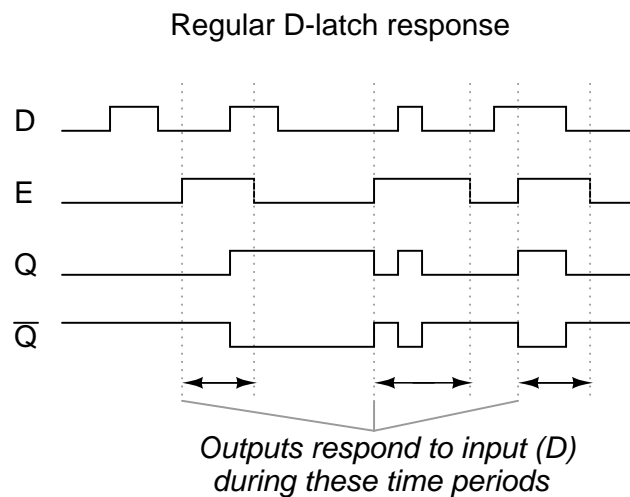 Regular D-latch response
D
E
Q
Q̅
Outputs respond to input (D)
during these time periods